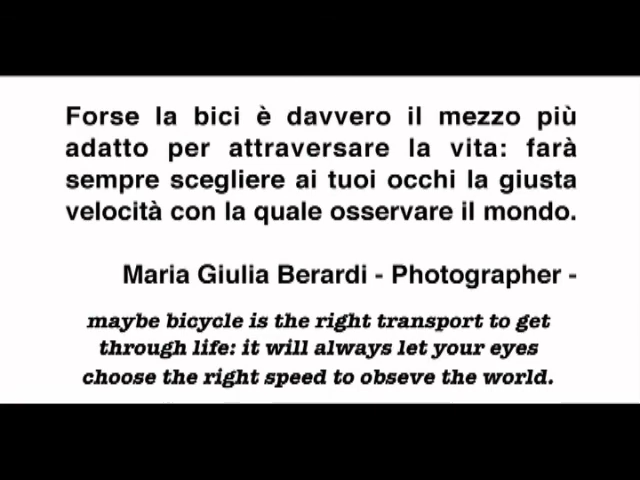 Forse la bici è davvero il mezzo più
adatto per attraversare la vita: farà
sempre scegliere ai tuoi occhi la giusta
velocità con la quale osservare il mondo.
Maria Giulia Berardi - Photographer -
maybe bicycle is the right transport to get
through life: it will always let your eyes
choose the right speed to obseve the world.